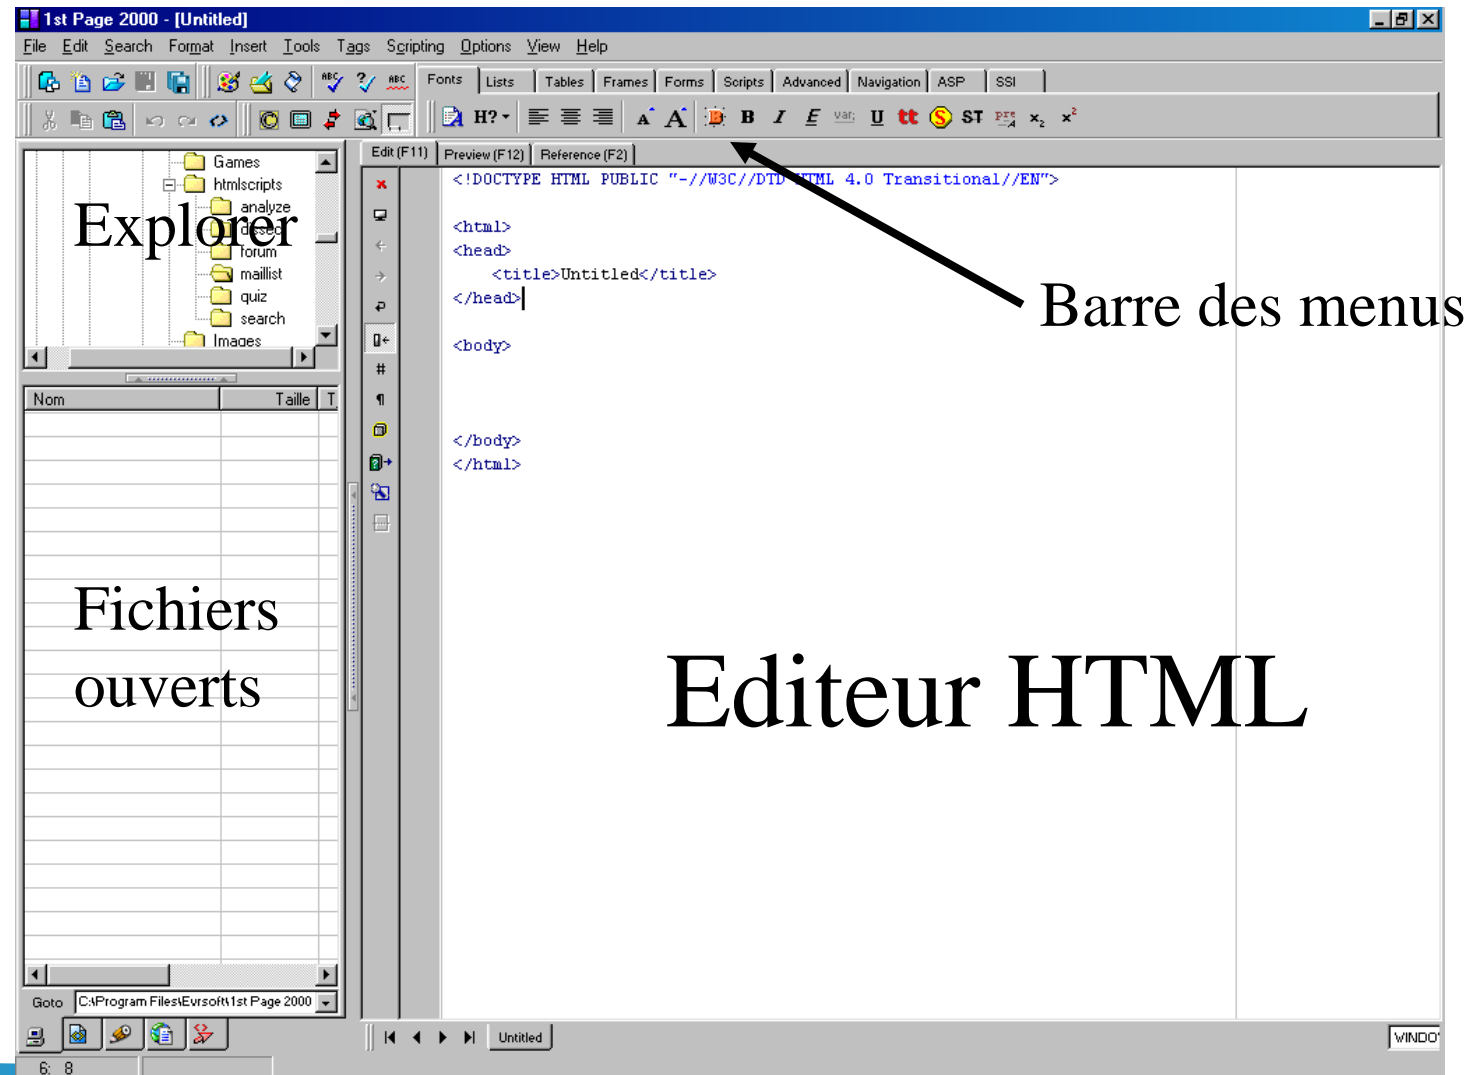 1st Page 2000 - [Untitled]
File Edit Search Format Insert Tools Tags Scripting Options View Help
Fonts Lists Tables Frames Forms Scripts Advanced Navigation ASP SSI
H?
A A B B I E var; U tt S ST PRE x₂ x²
Edit (F11) Preview (F12) Reference (F2)
Games
htmlscripts
analyze
forum
maillist
quiz
search
Images
Explorer
Nom Taille T
Fichiers
ouverts
Goto C:\Program Files\Evrsoft\1st Page 2000
<!DOCTYPE HTML PUBLIC "-//W3C//DTD HTML 4.0 Transitional//EN">
<html>
<head>
<title>Untitled</title>
</head>
<body>
</body>
</html>
Barre des menus
Editeur HTML
Untitled
6: 8